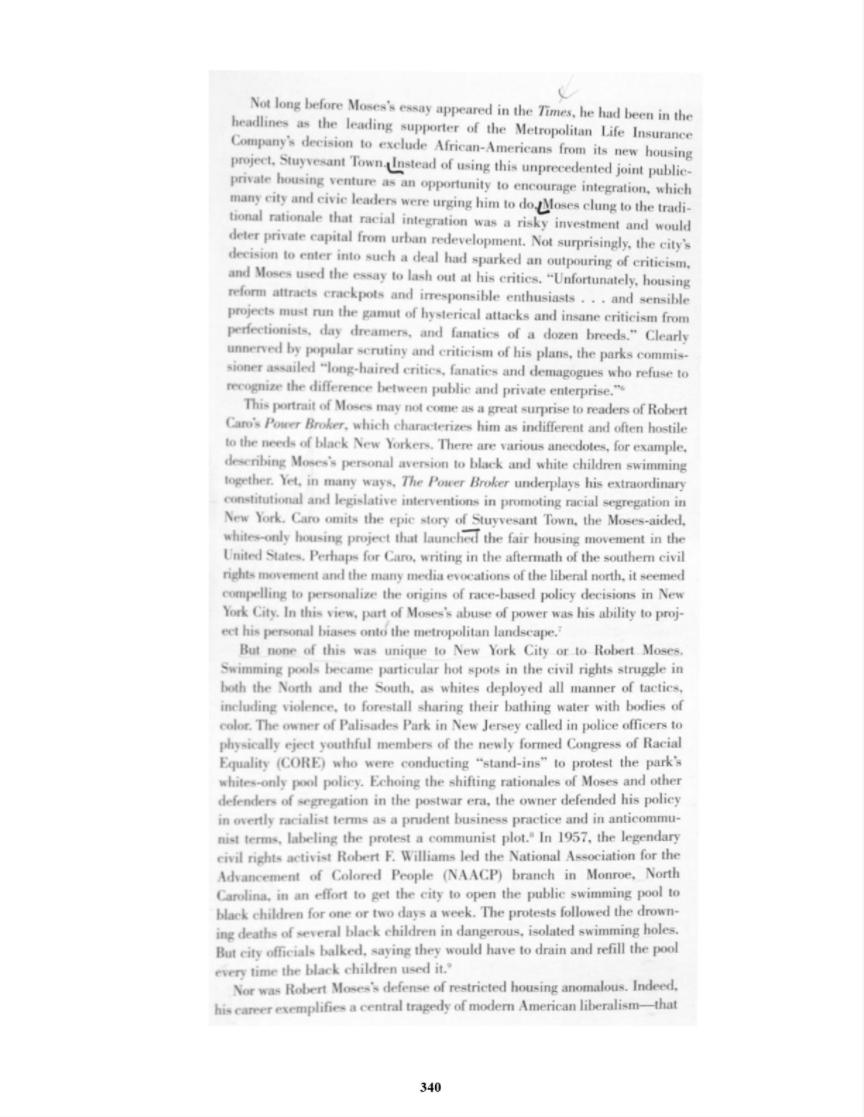 Not long before Moses's essay appeared in the Times, he had been in the
headlines as the leading supporter of the Metropolitan Life Insurance
Company's decision to exclude African-Americans from its new housing
project, Stuyvesant Town. Instead of using this unprecedented joint public-
private housing venture as an opportunity to encourage integration, which
many city and civic leaders were urging him to do, Moses clung to the tradi-
tional rationale that racial integration was a risky investment and would
deter private capital from urban redevelopment. Not surprisingly, the city's
decision to enter into such a deal had sparked an outpouring of criticism,
and Moses used the essay to lash out at his critics. “Unfortunately, housing
reform attracts crackpots and irresponsible enthusiasts . . . and sensible
projects must run the gamut of hysterical attacks and insane criticism from
perfectionists, day dreamers, and fanatics of a dozen breeds.” Clearly
unnerved by popular scrutiny and criticism of his plans, the parks commis-
sioner assailed “long-haired critics, fanatics and demagogues who refuse to
recognize the difference between public and private enterprise.”6
This portrait of Moses may not come as a great surprise to readers of Robert
Caro's Power Broker, which characterizes him as indifferent and often hostile
to the needs of black New Yorkers. There are various anecdotes, for example,
describing Moses's personal aversion to black and white children swimming
together. Yet, in many ways, The Power Broker underplays his extraordinary
constitutional and legislative interventions in promoting racial segregation in
New York. Caro omits the epic story of Stuyvesant Town, the Moses-aided,
whites-only housing project that launched the fair housing movement in the
United States. Perhaps for Caro, writing in the aftermath of the southern civil
rights movement and the many media evocations of the liberal north, it seemed
compelling to personalize the origins of race-based policy decisions in New
York City. In this view, part of Moses's abuse of power was his ability to proj-
ect his personal biases onto the metropolitan landscape.7
But none of this was unique to New York City or to Robert Moses.
Swimming pools became particular hot spots in the civil rights struggle in
both the North and the South, as whites deployed all manner of tactics,
including violence, to forestall sharing their bathing water with bodies of
color. The owner of Palisades Park in New Jersey called in police officers to
physically eject youthful members of the newly formed Congress of Racial
Equality (CORE) who were conducting “stand-ins” to protest the park's
whites-only pool policy. Echoing the shifting rationales of Moses and other
defenders of segregation in the postwar era, the owner defended his policy
in overtly racialist terms as a prudent business practice and in anticommu-
nist terms, labeling the protest a communist plot.8 In 1957, the legendary
civil rights activist Robert F. Williams led the National Association for the
Advancement of Colored People (NAACP) branch in Monroe, North
Carolina, in an effort to get the city to open the public swimming pool to
black children for one or two days a week. The protests followed the drown-
ing deaths of several black children in dangerous, isolated swimming holes.
But city officials balked, saying they would have to drain and refill the pool
every time the black children used it.9
Nor was Robert Moses's defense of restricted housing anomalous. Indeed,
his career exemplifies a central tragedy of modern American liberalism—that
340